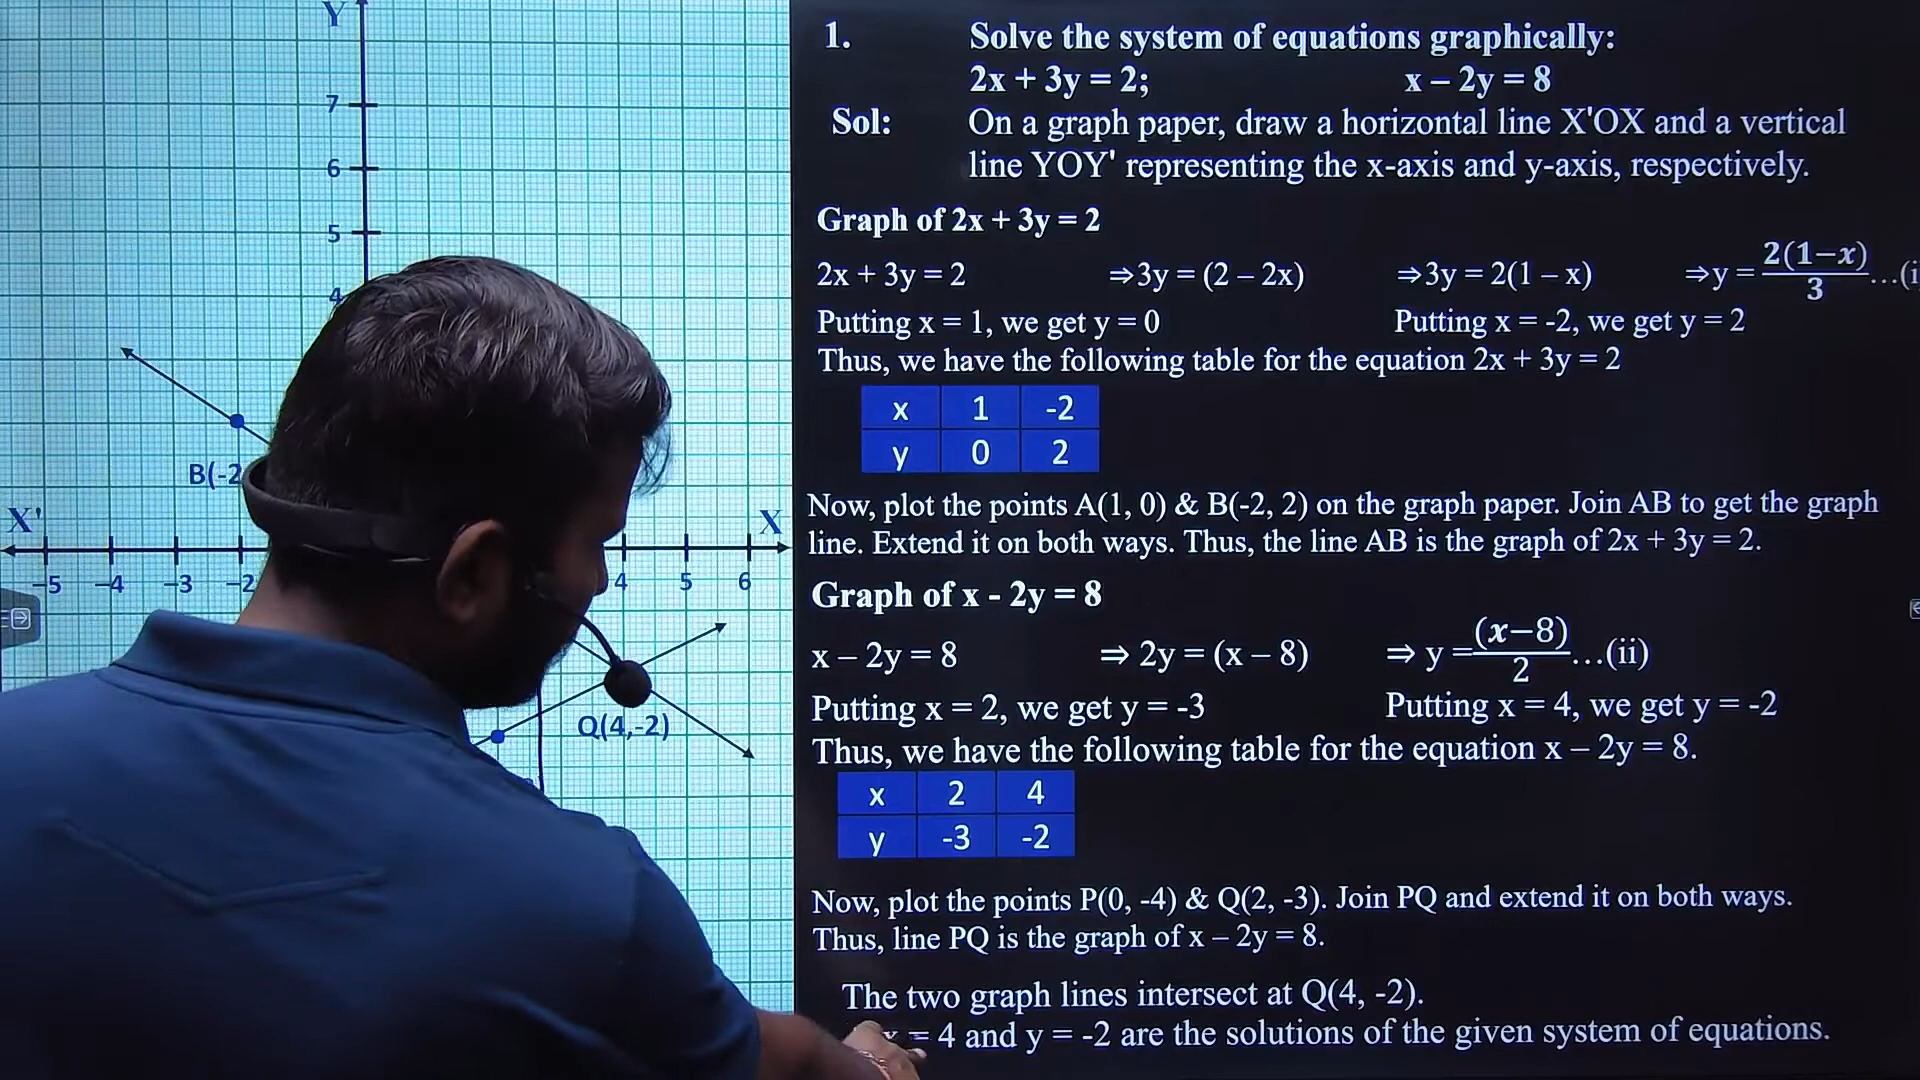 Y
7
6
5
4
B(-2
X'
X
-5 -4 -3 -2 4 5 6
Q(4,-2)
1. Solve the system of equations graphically:
2x + 3y = 2; x – 2y = 8
Sol: On a graph paper, draw a horizontal line X'OX and a vertical
line YOY' representing the x-axis and y-axis, respectively.
Graph of 2x + 3y = 2
2x + 3y = 2 ⇒3y = (2 – 2x) ⇒3y = 2(1 – x) ⇒y = 2(1−x)/3 …(i
Putting x = 1, we get y = 0 Putting x = -2, we get y = 2
Thus, we have the following table for the equation 2x + 3y = 2
x 1 -2
y 0 2
Now, plot the points A(1, 0) & B(-2, 2) on the graph paper. Join AB to get the graph
line. Extend it on both ways. Thus, the line AB is the graph of 2x + 3y = 2.
Graph of x - 2y = 8
x – 2y = 8 ⇒ 2y = (x – 8) ⇒ y = (x−8)/2 …(ii)
Putting x = 2, we get y = -3 Putting x = 4, we get y = -2
Thus, we have the following table for the equation x – 2y = 8.
x 2 4
y -3 -2
Now, plot the points P(0, -4) & Q(2, -3). Join PQ and extend it on both ways.
Thus, line PQ is the graph of x – 2y = 8.
The two graph lines intersect at Q(4, -2).
x = 4 and y = -2 are the solutions of the given system of equations.